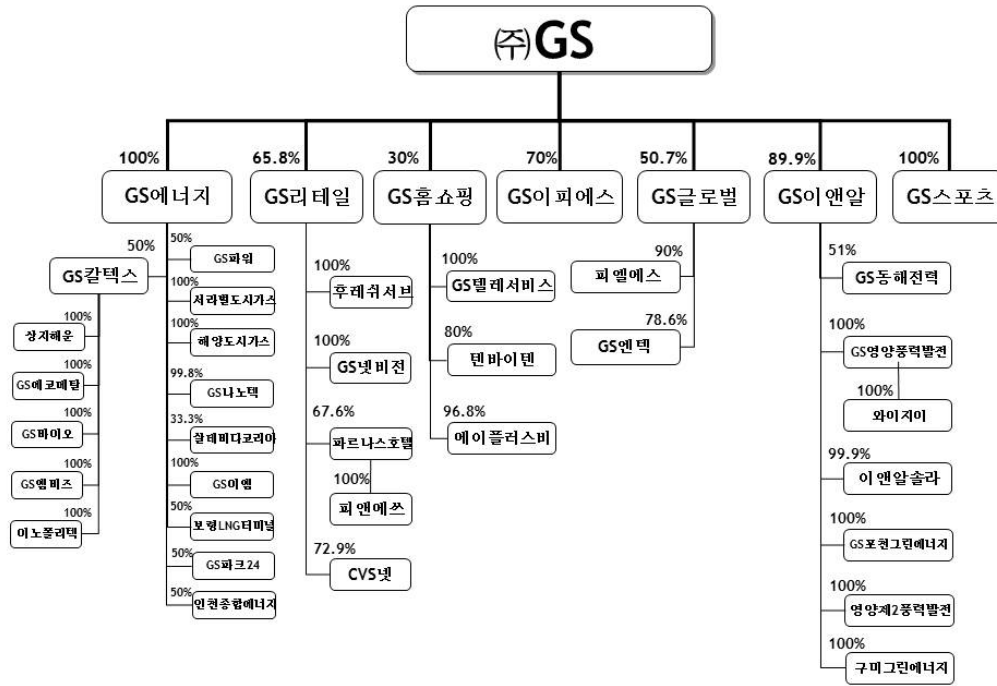 ㈜GS
100%
65.8%
30%
70%
50.7%
89.9%
100%
GS에너지
GS리테일
GS홈쇼핑
GS이피에스
GS글로벌
GS이앤알
GS스포츠
50%
GS칼텍스
100%
상지해운
100%
GS에코메탈
100%
GS바이오
100%
GS엠비즈
100%
이노폴리텍
50%
GS파워
100%
서라벌도시가스
100%
해양도시가스
99.8%
GS나노텍
33.3%
살데비다코리아
100%
GS이엠
50%
보령LNG터미널
50%
GS파크24
50%
인천종합에너지
100%
후레쉬서브
100%
GS넷비전
67.6%
파르나스호텔
100%
피앤에쓰
72.9%
CVS넷
100%
GS텔레서비스
80%
텐바이텐
96.8%
에이플러스비
90%
피엘에스
78.6%
GS엔텍
51%
GS동해전력
100%
GS영양풍력발전
100%
와이지이
99.9%
이앤알솔라
100%
GS포천그린에너지
100%
영양제2풍력발전
100%
구미그린에너지